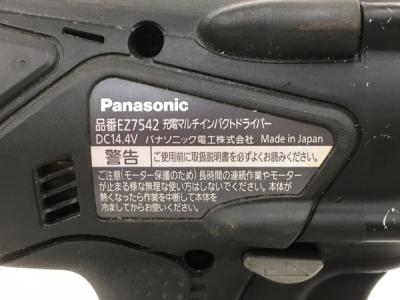 Panasonic
品番EZ7542 充電マルチインパクトドライバー
DC14.4V パナソニック電工株式会社 Made in Japan
警告 ご使用前に取扱説明書を必ずよくお読みください。
ご注意(モーター保護のため)長時間の連続作業やモーター
が止まる様な無理な使い方はしないでください。本体が
熱くなったら作業を中断して本体を
冷ましてからお使いください。